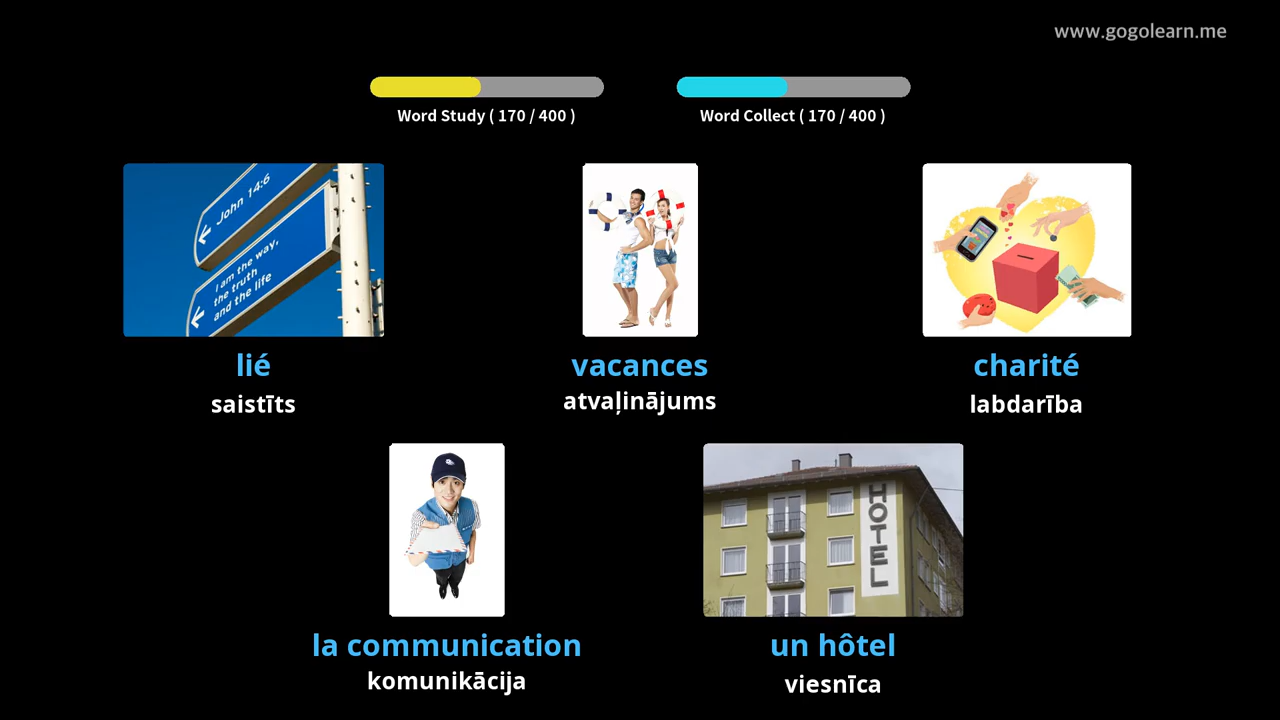 www.gogolearn.me
Word Study ( 170 / 400 )
Word Collect ( 170 / 400 )
John 14:6
I am the way,
the truth
and the life
lié
saistīts
vacances
atvaļinājums
charité
labdarība
HOTEL
la communication
komunikācija
un hôtel
viesnīca